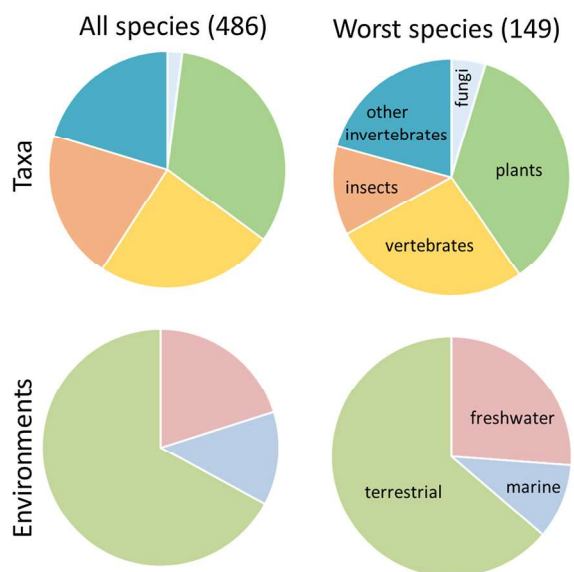 All species (486)
Worst species (149)
Taxa
fungi
other
invertebrates
plants
insects
vertebrates
Environments
freshwater
marine
terrestrial